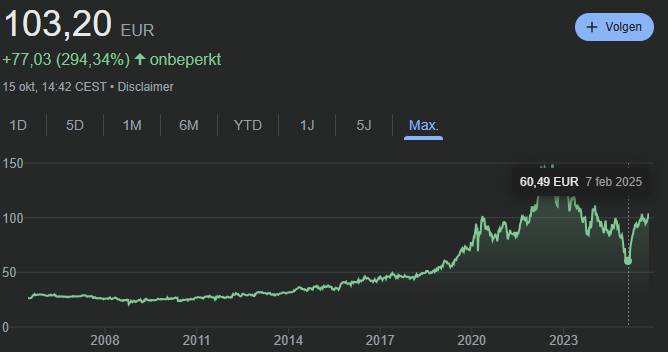 103,20 EUR
+ Volgen
+77,03 (294,34%) ↑ onbeperkt
15 okt, 14:42 CEST • Disclaimer
1D 5D 1M 6M YTD 1J 5J Max.
150
60,49 EUR 7 feb 2025
100
50
0
2008 2011 2014 2017 2020 2023